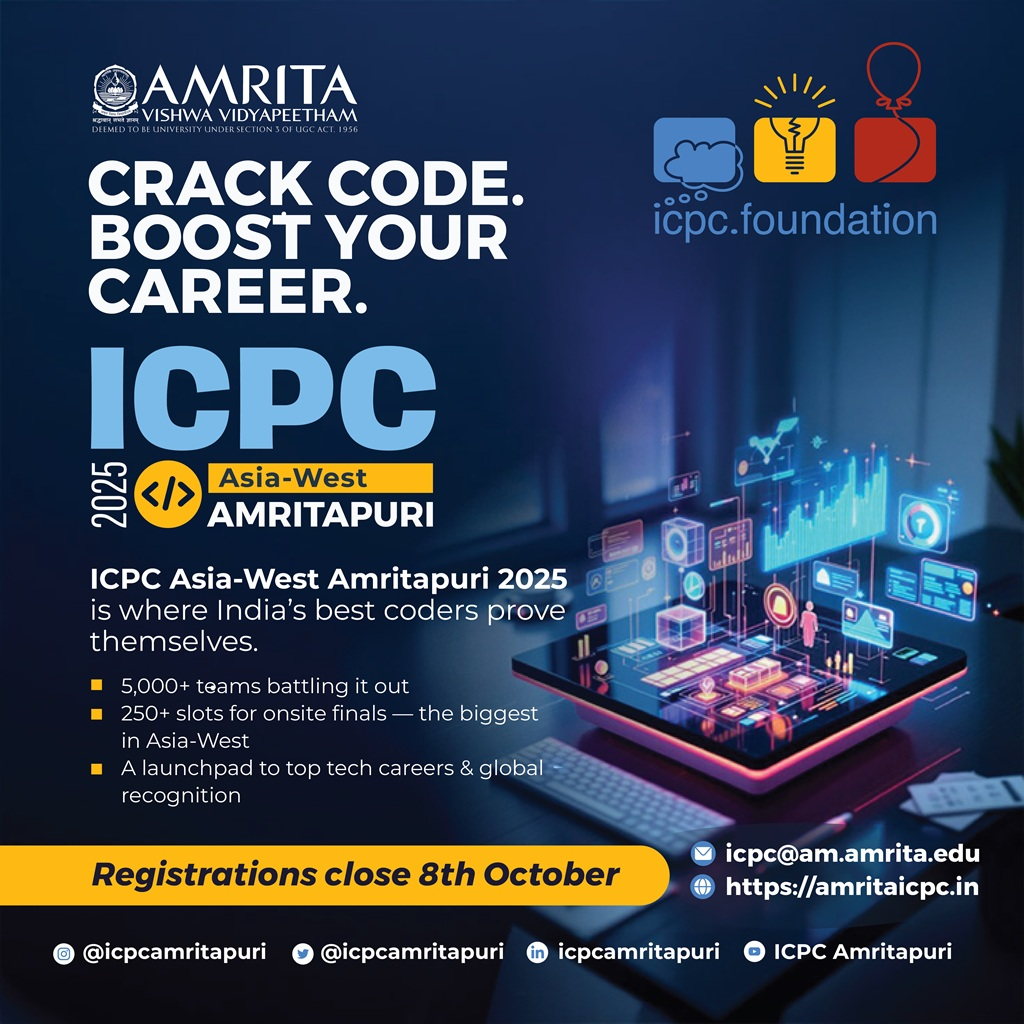 AMRITA
VISHWA VIDYAPEETHAM
DEEMED TO BE UNIVERSITY UNDER SECTION 3 OF UGC ACT. 1956
icpc.foundation
CRACK CODE.
BOOST YOUR
CAREER.
ICPC
2025
</>
Asia-West
AMRITAPURI
ICPC Asia-West Amritapuri 2025
is where India's best coders prove
themselves.
5,000+ teams battling it out
250+ slots for onsite finals — the biggest
in Asia-West
A launchpad to top tech careers & global
recognition
Registrations close 8th October
icpc@am.amrita.edu
https://amritaicpc.in
@icpcamritapuri
@icpcamritapuri
icpcamritapuri
ICPC Amritapuri